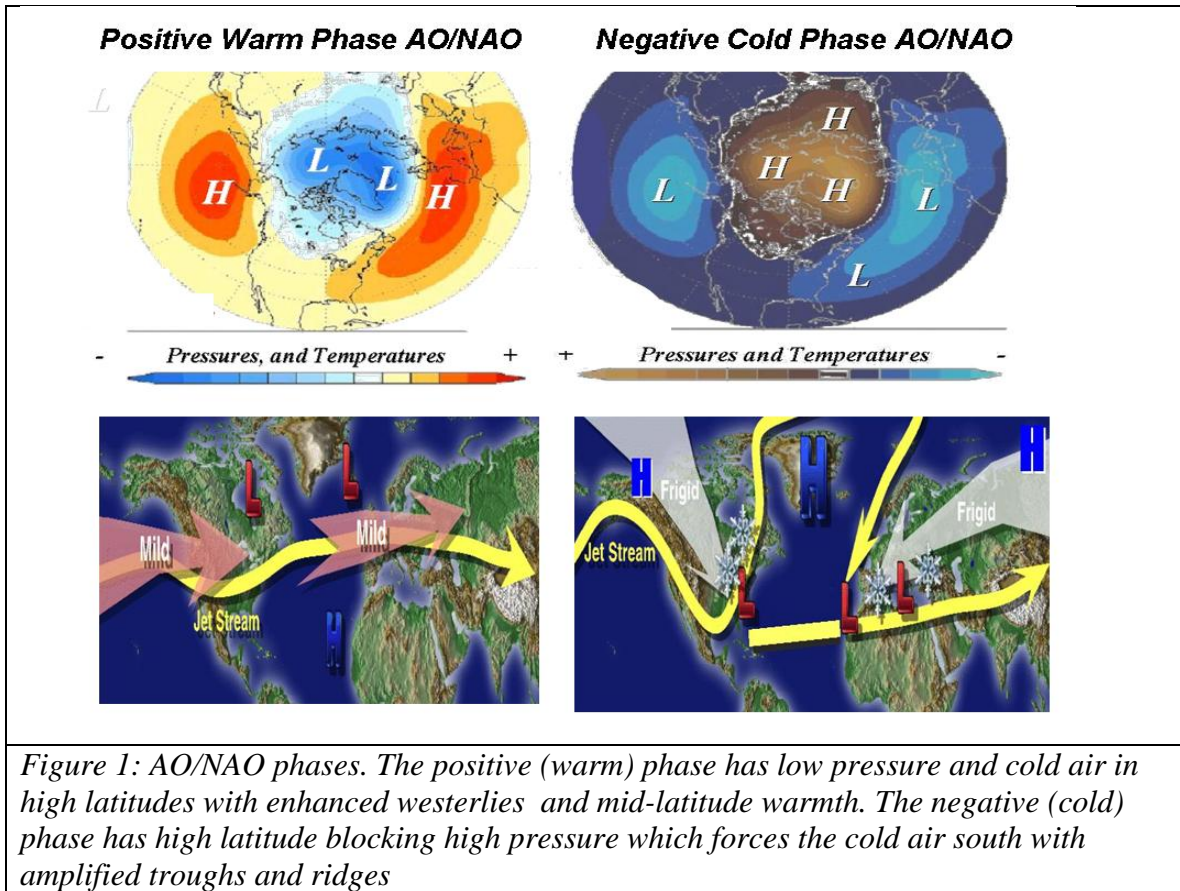 Positive Warm Phase AO/NAO
Negative Cold Phase AO/NAO
L
L
L
H
H
H
H
H
L
L
L
- Pressures, and Temperatures +
+ Pressures and Temperatures -
L
L
Mild
Mild
Jet Stream
H
H
H
H
Frigid
Frigid
Jet Stream
L
L
L
Figure 1: AO/NAO phases. The positive (warm) phase has low pressure and cold air in
high latitudes with enhanced westerlies and mid-latitude warmth. The negative (cold)
phase has high latitude blocking high pressure which forces the cold air south with
amplified troughs and ridges